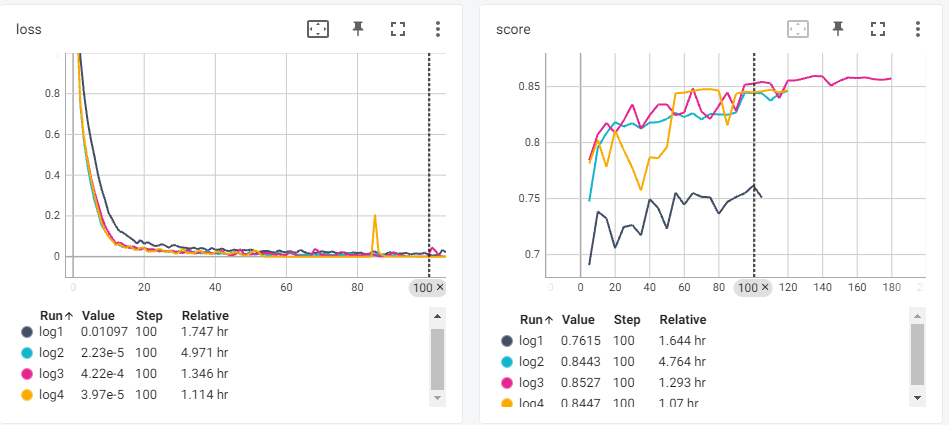 loss
0.8
0.6
0.4
0.2
0
0 20 40 60 80 100 ×
Run↑ Value Step Relative
log1 0.01097 100 1.747 hr
log2 2.23e-5 100 4.971 hr
log3 4.22e-4 100 1.346 hr
log4 3.97e-5 100 1.114 hr
score
0.85
0.8
0.75
0.7
0 20 40 60 80 100 × 120 140 160 180
Run↑ Value Step Relative
log1 0.7615 100 1.644 hr
log2 0.8443 100 4.764 hr
log3 0.8527 100 1.293 hr
log4 0.8447 100 1.07 hr